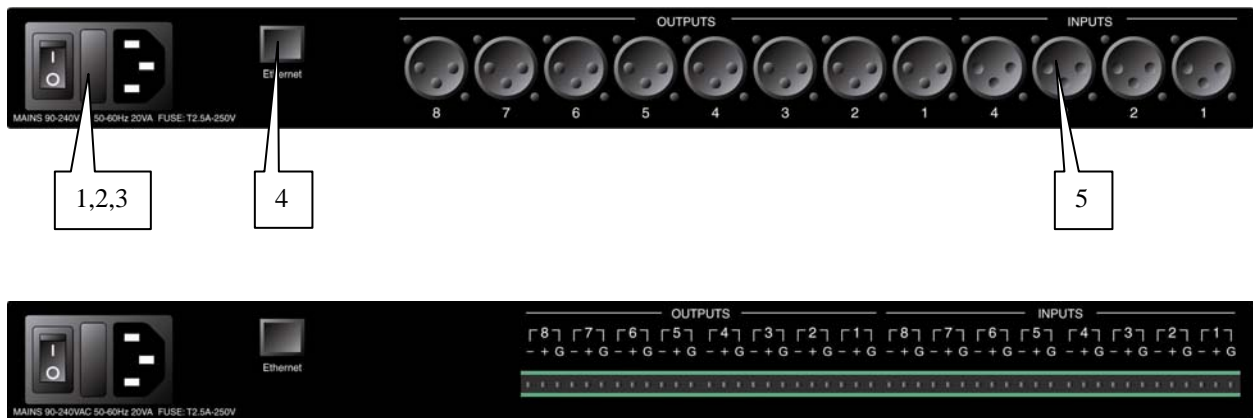 OUTPUTS INPUTS
Ethernet
8 7 6 5 4 3 2 1 4 2 1
MAINS 90-240VAC 50-60Hz 20VA FUSE: T2.5A-250V
1,2,3 4 5
OUTPUTS INPUTS
8 7 6 5 4 3 2 1 8 7 6 5 4 3 2 1
- + G - + G - + G - + G - + G - + G - + G - + G - + G - + G - + G - + G - + G - + G - + G - + G
Ethernet
MAINS 90-240VAC 50-60Hz 20VA FUSE: T2.5A-250V